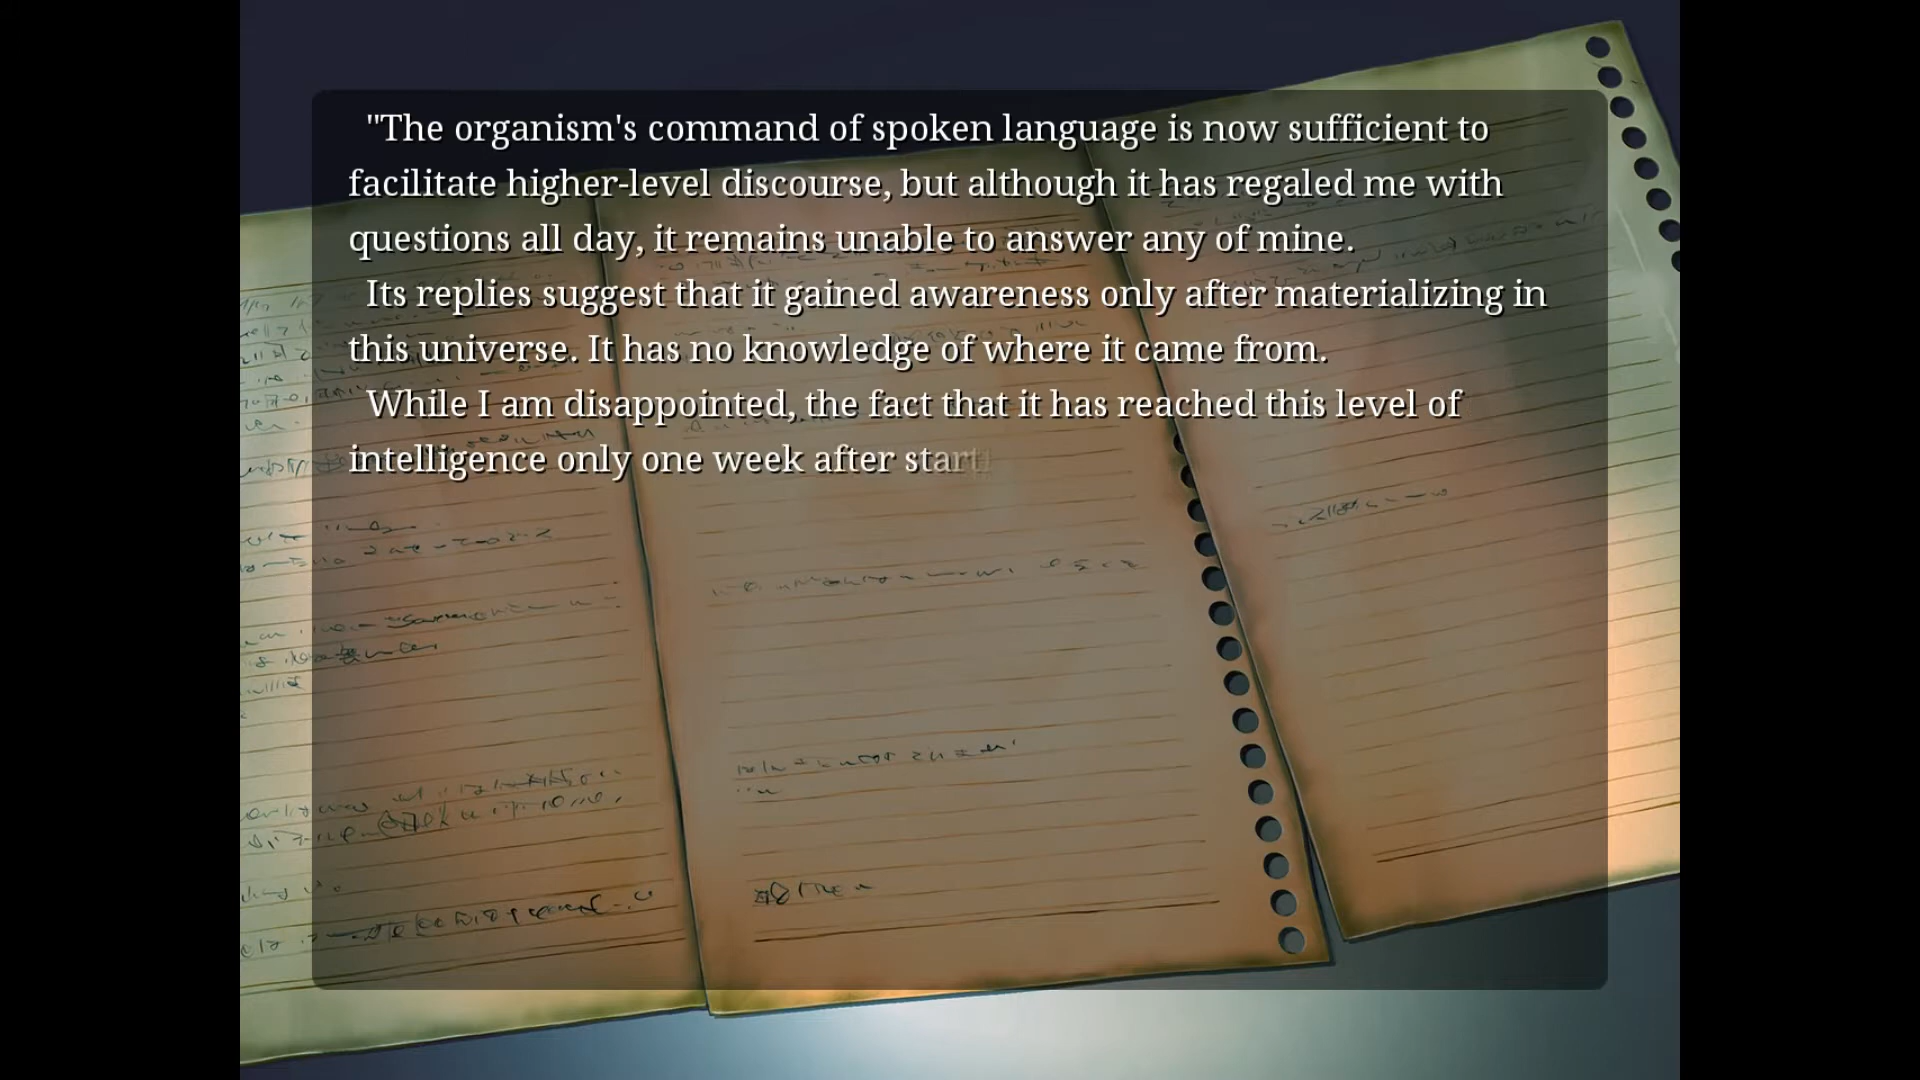 "The organism's command of spoken language is now sufficient to
facilitate higher-level discourse, but although it has regaled me with
questions all day, it remains unable to answer any of mine.
Its replies suggest that it gained awareness only after materializing in
this universe. It has no knowledge of where it came from.
While I am disappointed, the fact that it has reached this level of
intelligence only one week after start